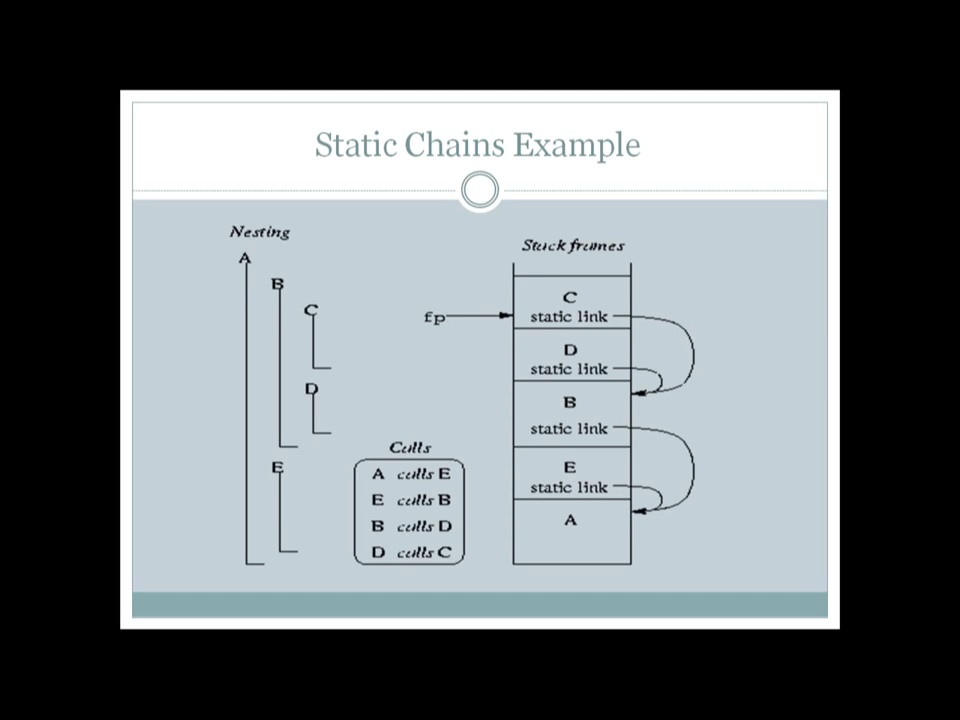 Static Chains Example
Nesting
A
B
C
D
E
Calls
A calls E
E calls B
B calls D
D calls C
fp
Stack frames
C
static link
D
static link
B
static link
E
static link
A